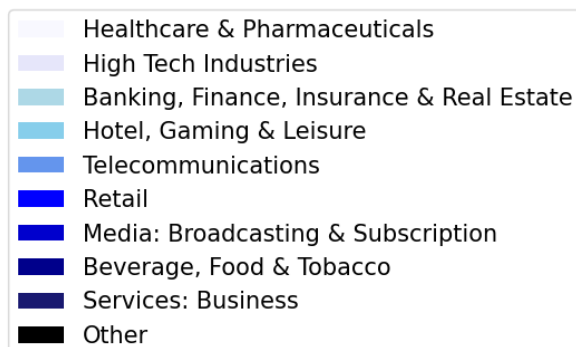 Healthcare & Pharmaceuticals
High Tech Industries
Banking, Finance, Insurance & Real Estate
Hotel, Gaming & Leisure
Telecommunications
Retail
Media: Broadcasting & Subscription
Beverage, Food & Tobacco
Services: Business
Other